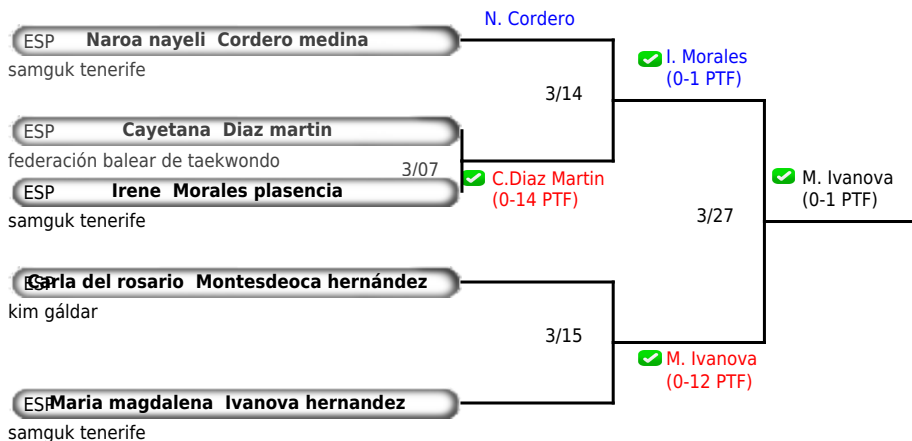 N. Cordero
ESP Naroa nayeli Cordero medina
samguk tenerife
I. Morales
(0-1 PTF)
3/14
ESP Cayetana Diaz martin
federación balear de taekwondo
3/07
C.Diaz Martin
(0-14 PTF)
ESP Irene Morales plasencia
samguk tenerife
M. Ivanova
(0-1 PTF)
3/27
ESP Carla del rosario Montesdeoca hernández
kim gáldar
3/15
M. Ivanova
(0-12 PTF)
ESP Maria magdalena Ivanova hernandez
samguk tenerife